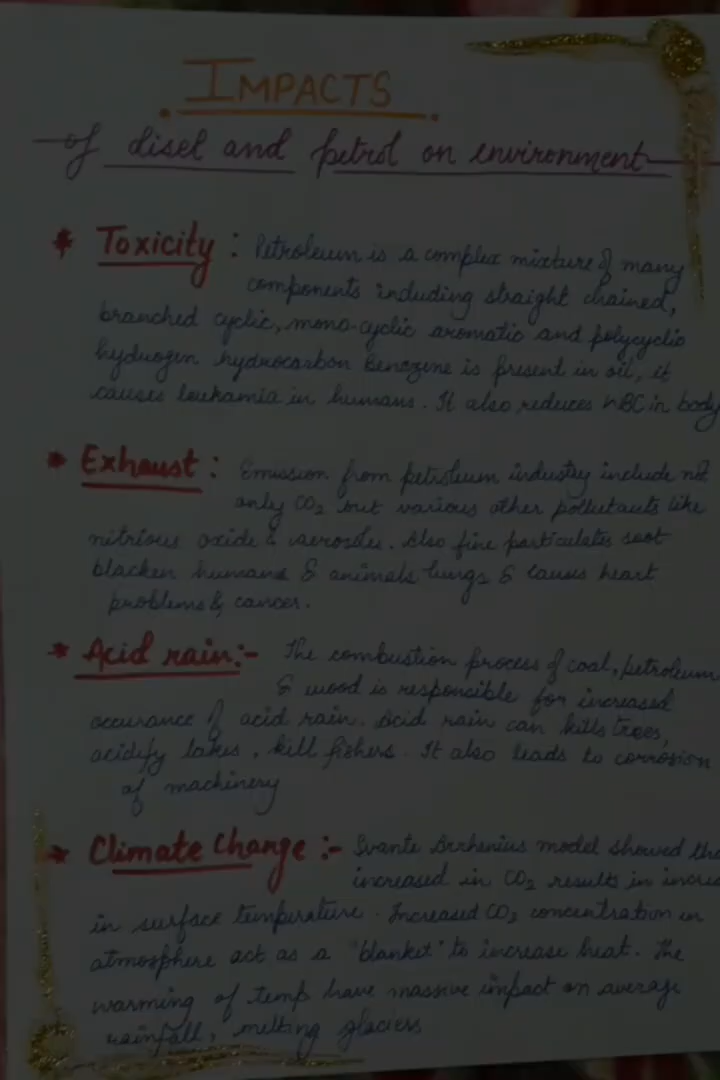 IMPACTS
of disel and petrol on environment
* Toxicity : Petroleum is a complex mixture of many
components including straight chained,
branched cyclic, mono-cyclic aromatic and polycyclic
hyduogen hydrocarbon Benezine is present in oil, it
causes leukamia in humans. It also reduces WBC in body
* Exhaust : Emission from petroleum industry include not
only CO₂ but various other pollutants like
nitrious oxide & aerosoles. Also fine particulates soot
blacken humans & animals lungs & causes heart
problems & cancer.
* Acid rain:- The combustion process of coal, petroleum
& wood is responcible for increased
occurance of acid rain. Acid rain can kills trees,
acidify lakes, kill fishers. It also leads to corrosion
of machinery
* Climate Change :- Svante Arrhenius model showed the
increased in CO₂ results in increa
in surface temperature. Increased CO₂ concentration in
atmosphere act as a "blanket" to increase heat. The
warming of temp have massive impact on average
rainfall, melting glaciers